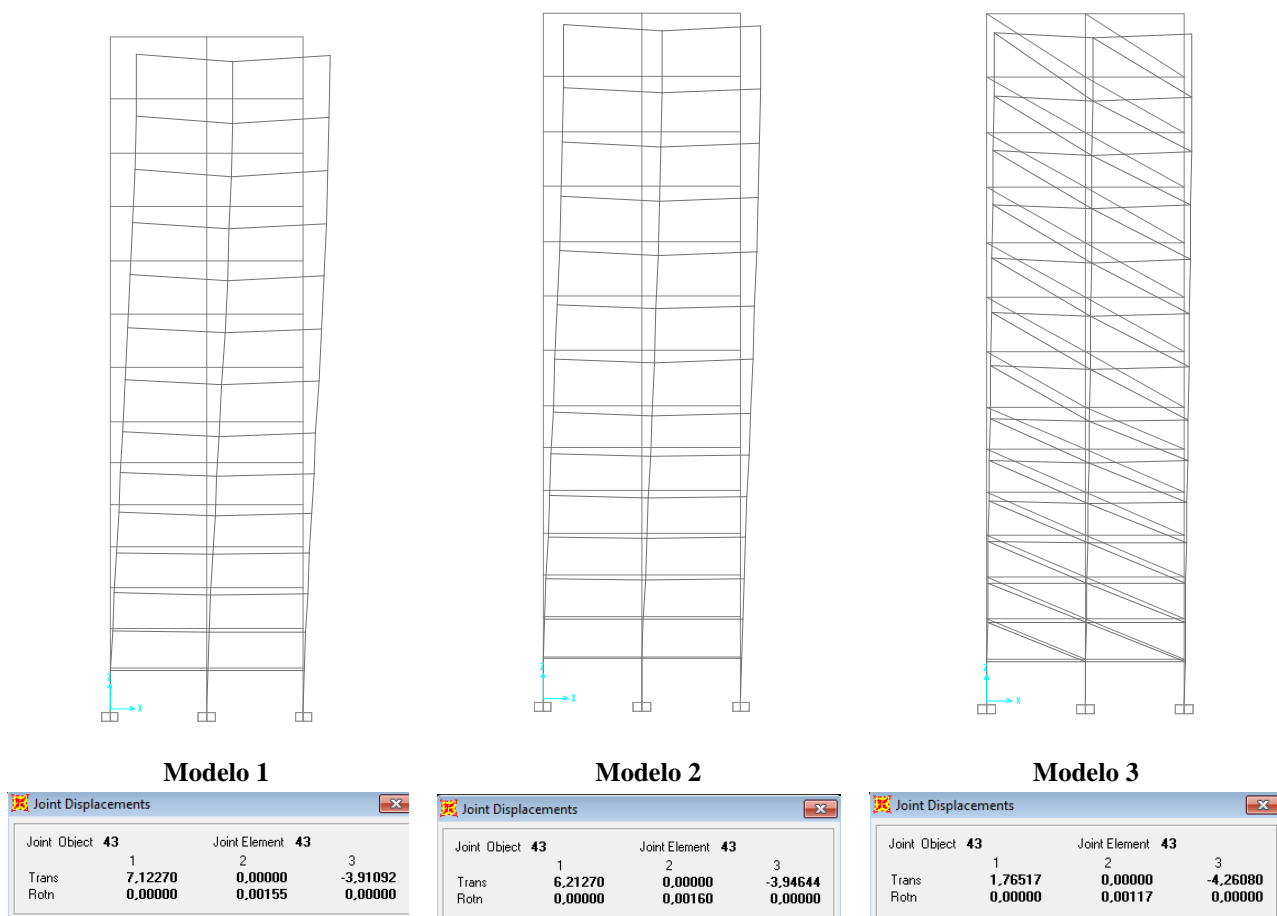 Z
X
Z
X
Z
X
Modelo 1
Modelo 2
Modelo 3
Joint Displacements
Joint Object 43 Joint Element 43
1 2 3
Trans 7,12270 0,00000 -3,91092
Rotn 0,00000 0,00155 0,00000
Joint Displacements
Joint Object 43 Joint Element 43
1 2 3
Trans 6,21270 0,00000 -3,94644
Rotn 0,00000 0,00160 0,00000
Joint Displacements
Joint Object 43 Joint Element 43
1 2 3
Trans 1,76517 0,00000 -4,26080
Rotn 0,00000 0,00117 0,00000